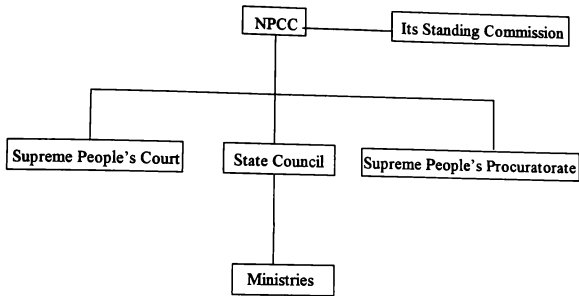 NPCC
Its Standing Commission
Supreme People's Court
State Council
Supreme People's Procuratorate
Ministries